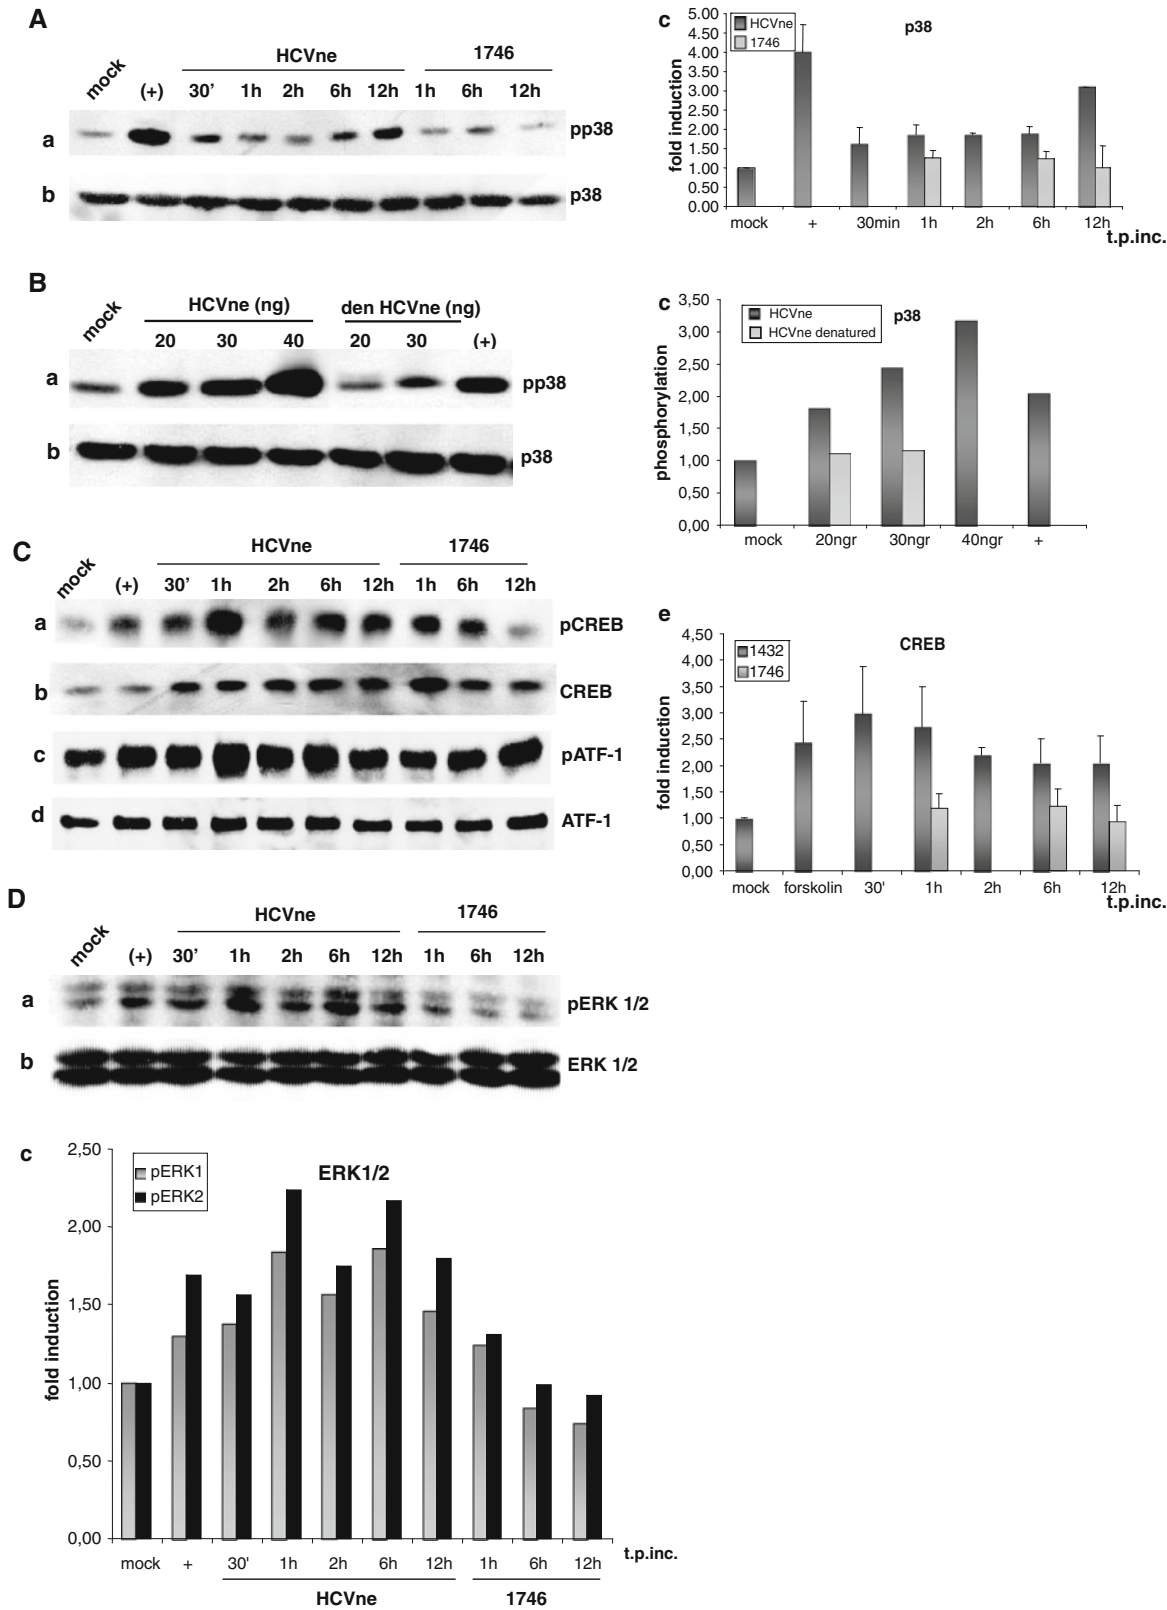 A
HCVne
1746
mock
(+)
30' 1h 2h 6h 12h 1h 6h 12h
a
pp38
b
p38
c
p38
HCVne
1746
fold induction
5.00
4.00
3.50
3.00
2.50
2.00
1.50
1.00
0.50
0.00
mock + 30min 1h 2h 6h 12h
t.p.inc.
B
HCVne (ng)
den HCVne (ng)
mock
20 30 40 20 30 (+)
a
pp38
b
p38
c
p38
HCVne
HCVne denatured
phosphorylation
3,50
3,00
2,50
2,00
1,50
1,00
0,50
0,00
mock 20ngr 30ngr 40ngr +
C
HCVne
1746
mock
(+) 30' 1h 2h 6h 12h 1h 6h 12h
a
pCREB
b
CREB
c
pATF-1
d
ATF-1
e
CREB
1432
1746
fold induction
4,50
4,00
3,50
3,00
2,50
2,00
1,50
1,00
0,50
0,00
mock forskolin 30' 1h 2h 6h 12h
t.p.inc.
D
HCVne
1746
mock
(+) 30' 1h 2h 6h 12h 1h 6h 12h
a
pERK 1/2
b
ERK 1/2
c
ERK1/2
pERK1
pERK2
fold induction
2,50
2,00
1,50
1,00
0,50
0,00
mock + 30' 1h 2h 6h 12h 1h 6h 12h
t.p.inc.
HCVne
1746